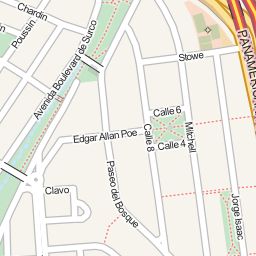 Chardin
Poussin
Avenida Boulevard de Surco
Stowe
PANAMERIC
Calle 6
Edgar Allan Poe
Calle 8
Calle 4
Mitchell
Clavo
Paseo del Bosque
Jorge Isaac